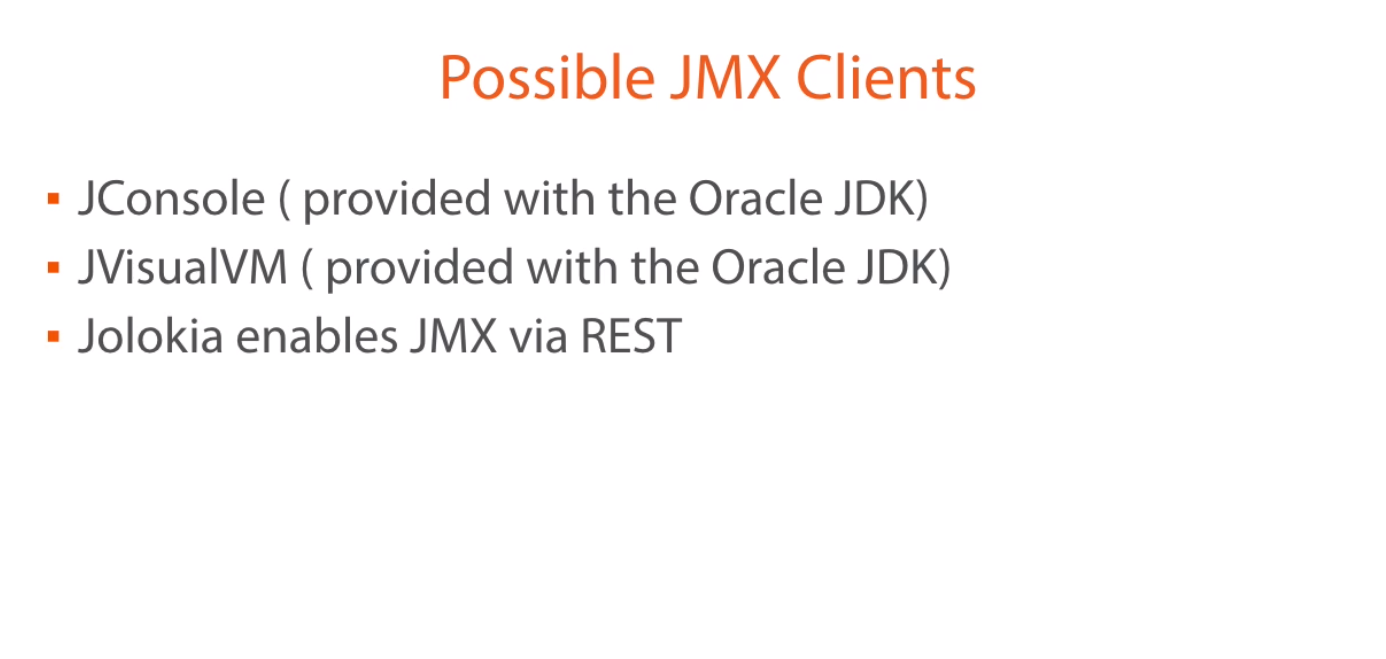 Possible JMX Clients
▪ JConsole ( provided with the Oracle JDK)
▪ JVisualVM ( provided with the Oracle JDK)
▪ Jolokia enables JMX via REST